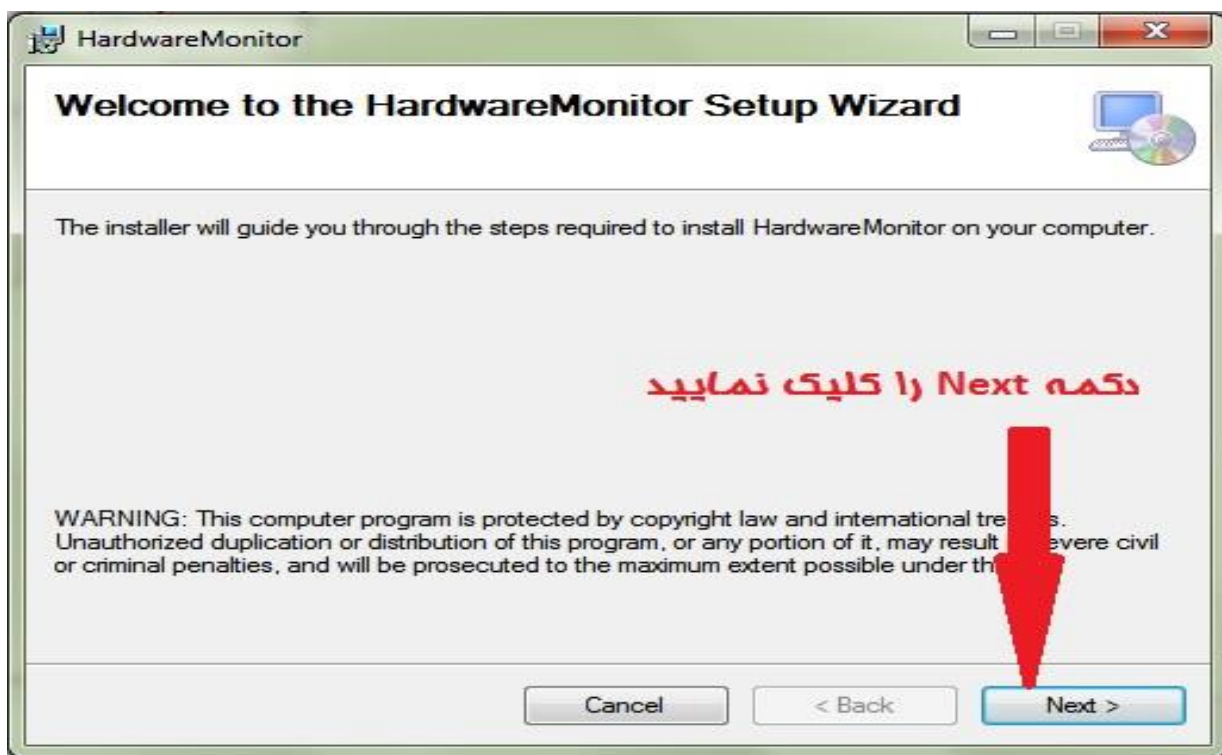 HardwareMonitor
Welcome to the HardwareMonitor Setup Wizard
The installer will guide you through the steps required to install HardwareMonitor on your computer.
دکمه Next را کلیک نمایید
WARNING: This computer program is protected by copyright law and international
Unauthorized duplication or distribution of this program, or any portion of it, may result civil
or criminal penalties, and will be prosecuted to the maximum extent possible under
Cancel
< Back
Next >